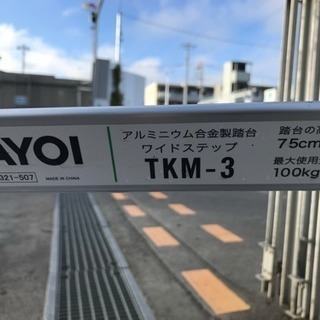 AYOI
321-507
MADE IN CHINA
アルミニウム合金製踏台
ワイドステップ
TKM-3
踏台の高
75cm
最大使用
100kg